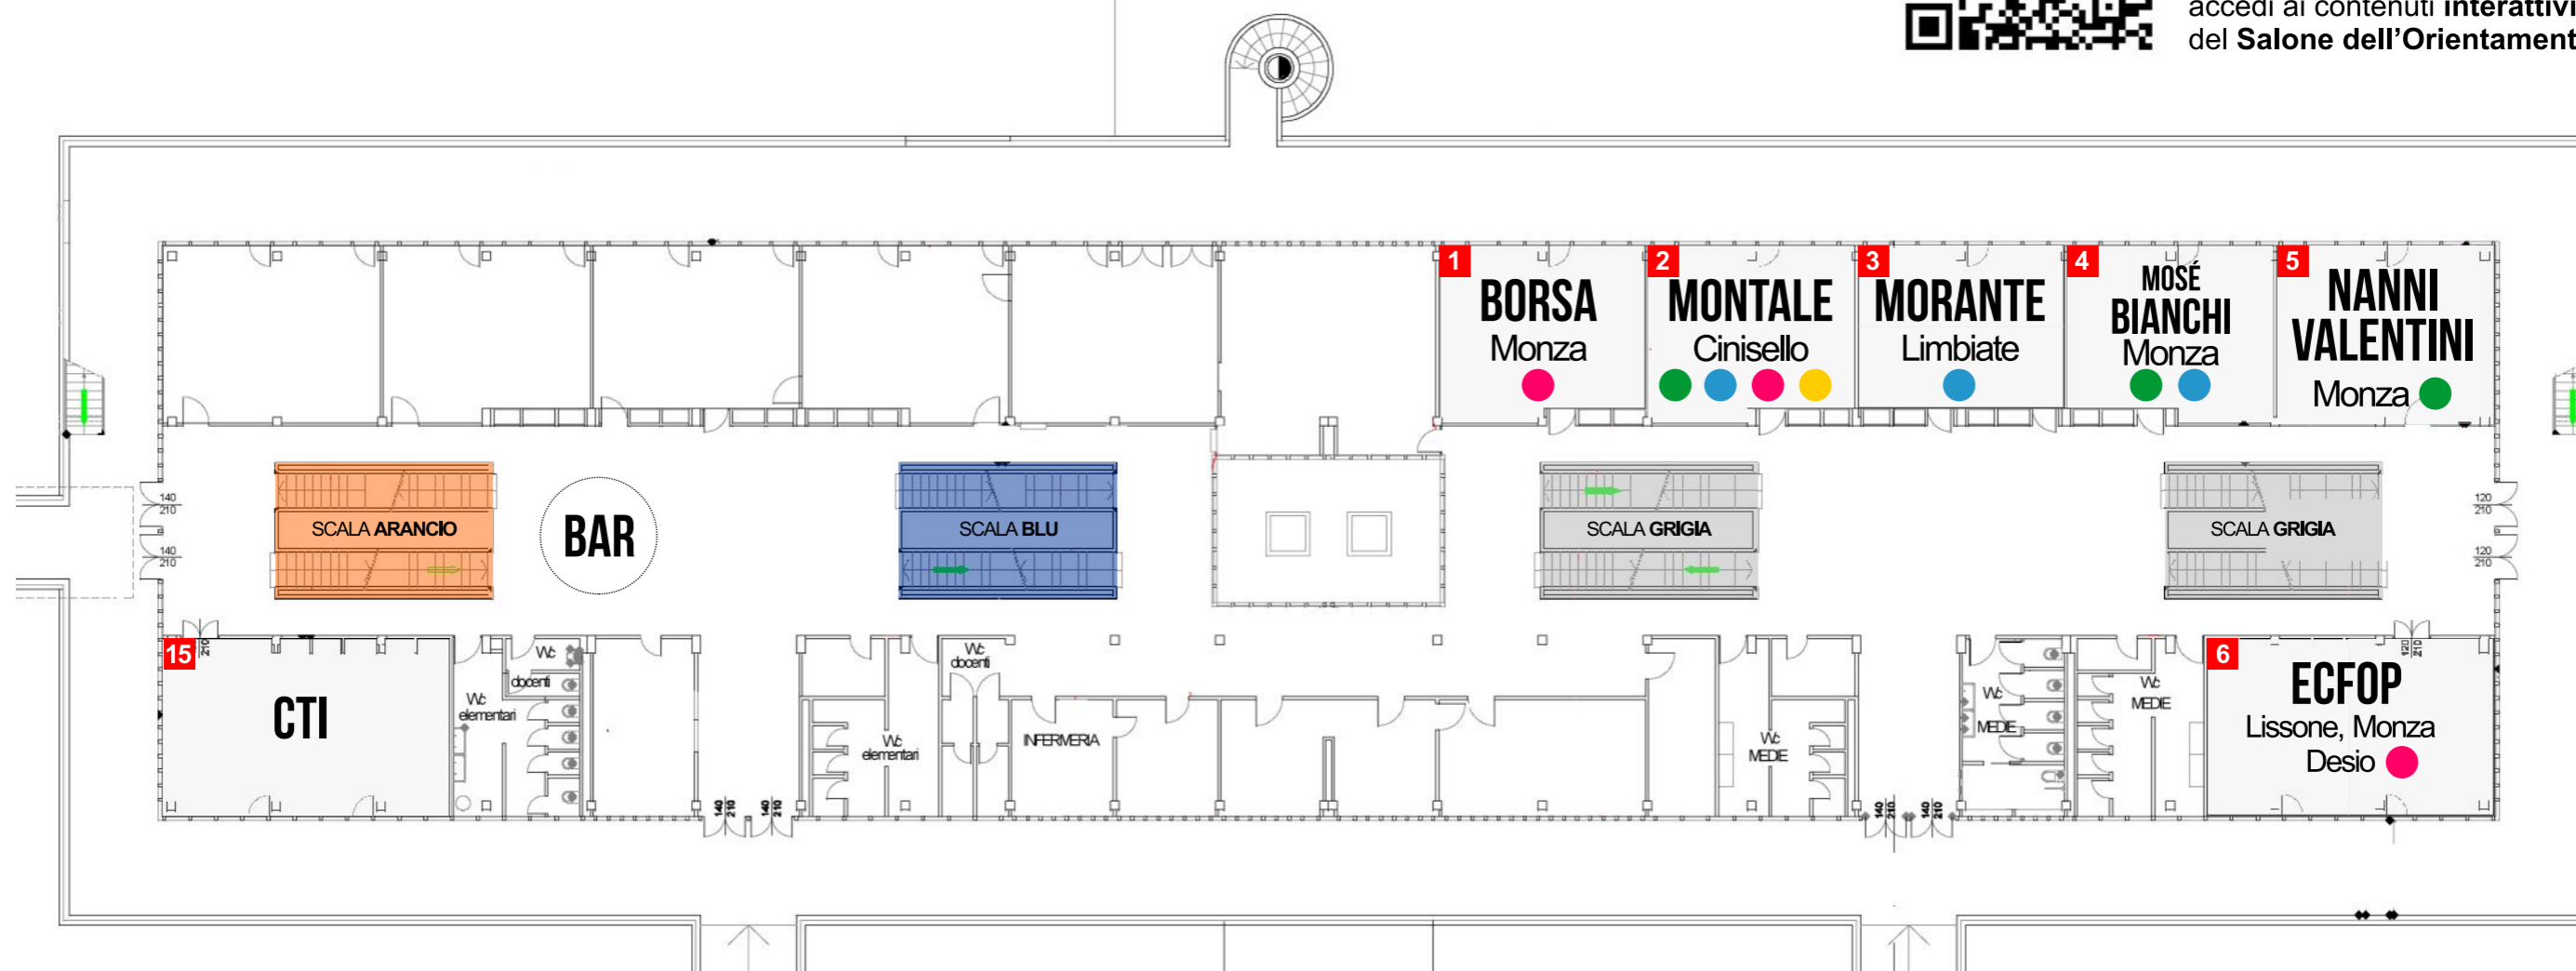 accedi ai contenuti interattivi
del Salone dell'Orientament
1
BORSA
Monza
2
MONTALE
Cinisello
3
MORANTE
Limbiate
4
MOSÉ
BIANCHI
Monza
5
NANNI
VALENTINI
Monza
140
210
140
210
SCALA ARANCIO
BAR
SCALA BLU
SCALA GRIGIA
SCALA GRIGIA
120
210
120
210
15
210
CTI
Wc
docenti
Wc
elementari
140
210
140
210
Wc
elementari
Wc
docenti
INFERMERIA
Wc
MEDIE
140
210
140
210
Wc
MEDIE
Wc
MEDIE
6
120
210
ECFOP
Lissone, Monza
Desio